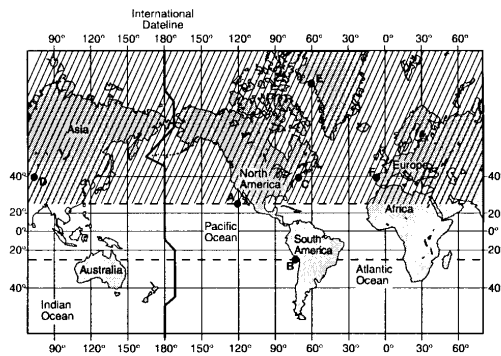 International
Dateline
90° 120° 150° 180° 150° 120° 90° 60° 30° 0° 30° 60°
Asia
E
North
America
Europe
40° D
C
F
40
A
Africa
20°
20
Pacific
Ocean
0°
0
South
America
20°
20
B
Australia
Atlantic
Ocean
40°
40
Indian
Ocean
90° 120° 150° 180° 150° 120° 90° 60° 30° 0° 30° 60°